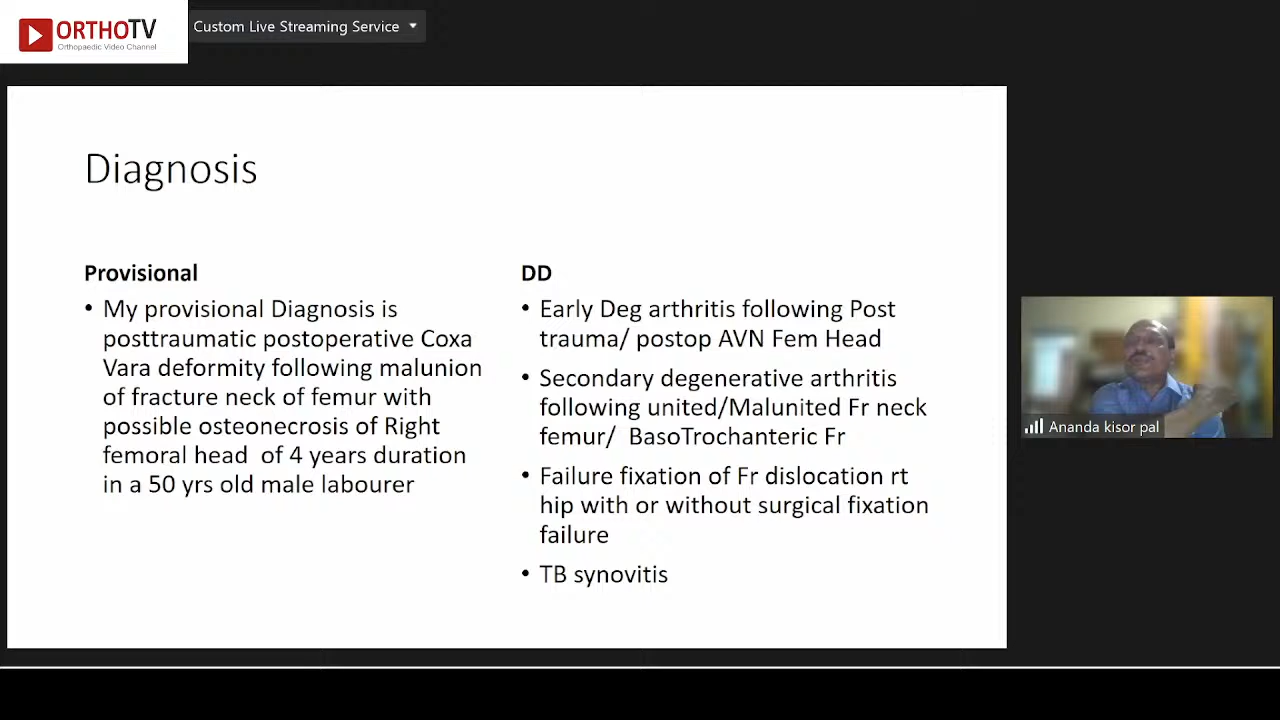 ORTHOTV
Orthopaedic Video Channel
Custom Live Streaming Service
Diagnosis
Provisional
• My provisional Diagnosis is
posttraumatic postoperative Coxa
Vara deformity following malunion
of fracture neck of femur with
possible osteonecrosis of Right
femoral head of 4 years duration
in a 50 yrs old male labourer
DD
• Early Deg arthritis following Post
trauma/ postop AVN Fem Head
• Secondary degenerative arthritis
following united/Malunited Fr neck
femur/ BasoTrochanteric Fr
• Failure fixation of Fr dislocation rt
hip with or without surgical fixation
failure
• TB synovitis
Ananda kisor pal